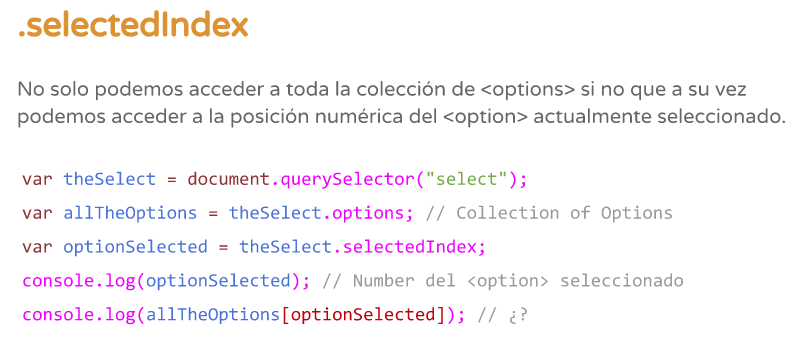 .selectedIndex
No solo podemos acceder a toda la colección de <options> si no que a su vez
podemos acceder a la posición numérica del <option> actualmente seleccionado.
var theSelect = document.querySelector("select");
var allTheOptions = theSelect.options; // Collection of Options
var optionSelected = theSelect.selectedIndex;
console.log(optionSelected); // Number del <option> seleccionado
console.log(allTheOptions[optionSelected]); // ¿?